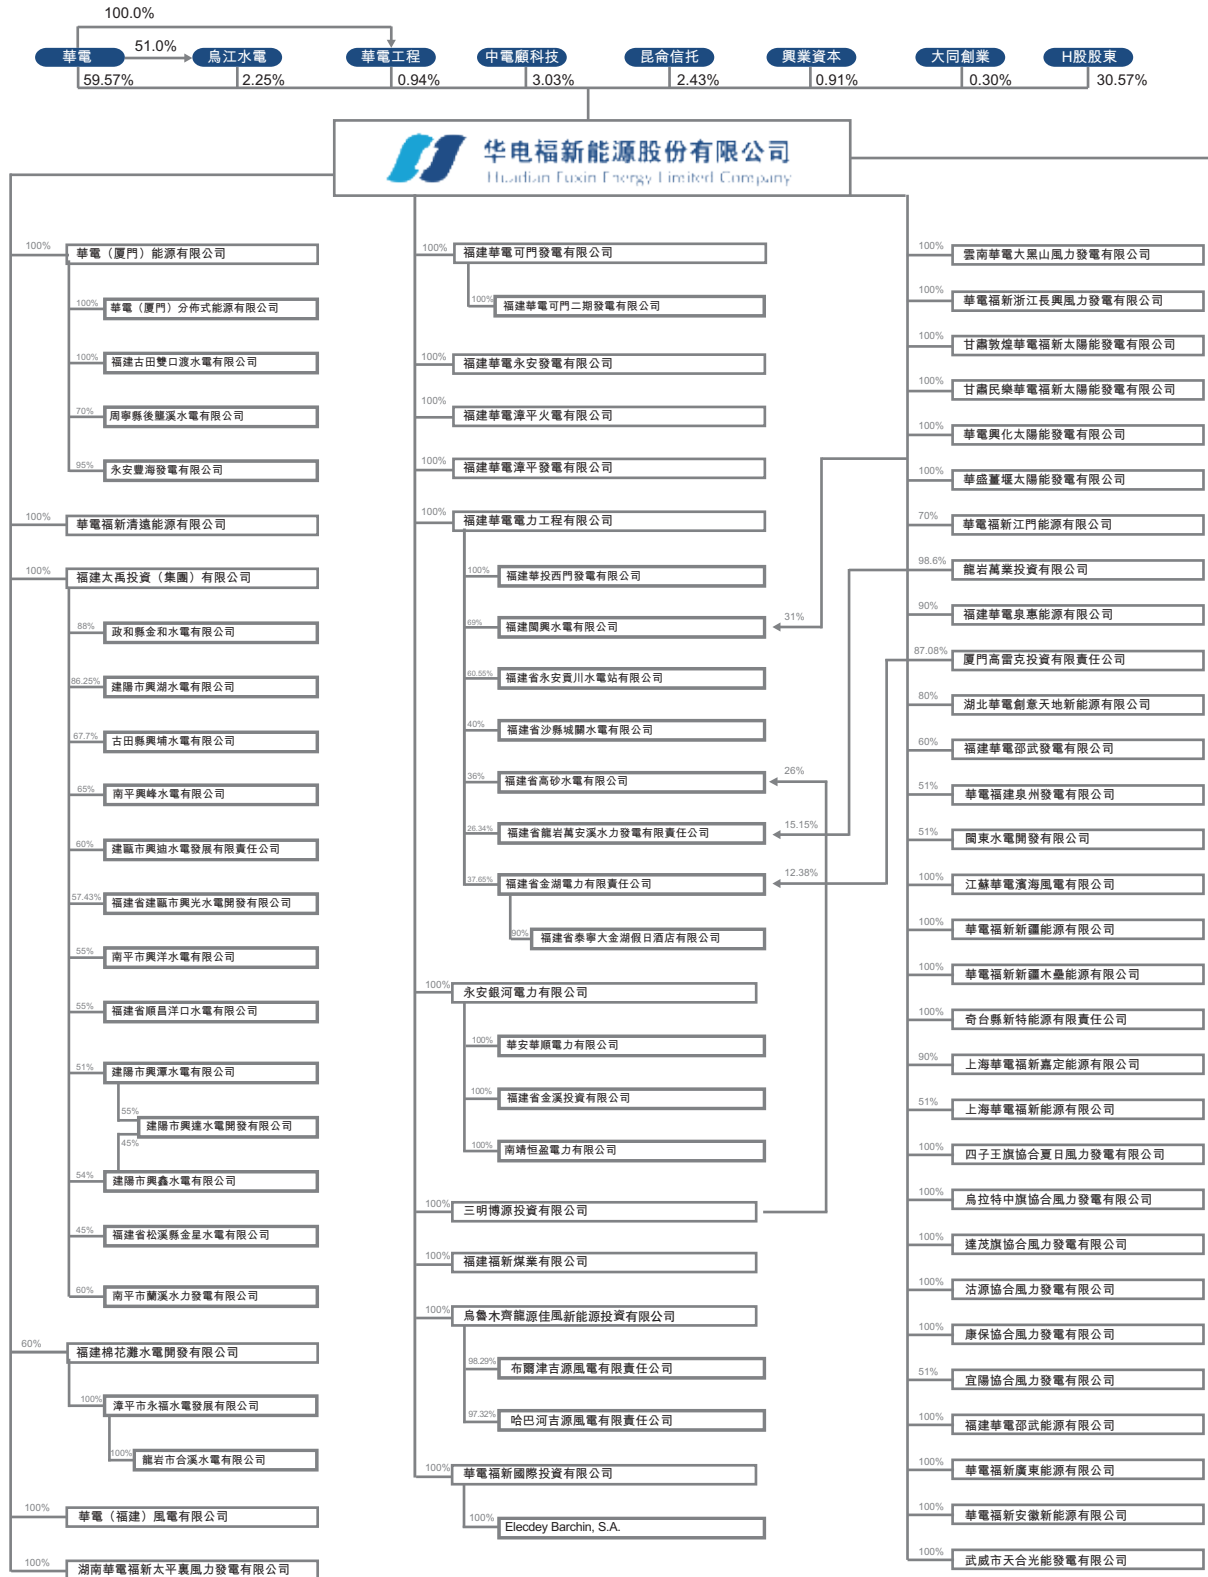 100.0%
51.0%
華電
烏江水電
華電工程
中電顧科技
昆侖信托
興業資本
大同創業
H股股東
59.57%
2.25%
0.94%
3.03%
2.43%
0.91%
0.30%
30.57%
华电福新能源股份有限公司
Huadian Fuxin Energy Limited Company
100% 華電（厦門）能源有限公司
100% 華電（厦門）分佈式能源有限公司
100% 福建古田雙口渡水電有限公司
70% 周寧縣後壟溪水電有限公司
95% 永安豐海發電有限公司
100% 華電福新清遠能源有限公司
100% 福建太禹投資（集團）有限公司
88% 政和縣金和水電有限公司
86.25% 建陽市興湖水電有限公司
67.7% 古田縣興埔水電有限公司
65% 南平興峰水電有限公司
60% 建甌市興迪水電發展有限責任公司
57.43% 福建省建甌市興光水電開發有限公司
55% 南平市興洋水電有限公司
55% 福建省順昌洋口水電有限公司
51% 建陽市興潭水電有限公司
55%
建陽市興達水電開發有限公司
45%
54% 建陽市興鑫水電有限公司
45% 福建省松溪縣金星水電有限公司
60% 南平市蘭溪水力發電有限公司
60% 福建棉花灘水電開發有限公司
100% 漳平市永福水電發展有限公司
100% 龍岩市合溪水電有限公司
100% 華電（福建）風電有限公司
100% 湖南華電福新太平裏風力發電有限公司
100% 福建華電可門發電有限公司
100% 福建華電可門二期發電有限公司
100% 福建華電永安發電有限公司
100% 福建華電漳平火電有限公司
100% 福建華電漳平發電有限公司
100% 福建華電電力工程有限公司
100% 福建華投西門發電有限公司
69% 福建閩興水電有限公司
31%
60.55% 福建省永安貢川水電站有限公司
40% 福建省沙縣城關水電有限公司
36% 福建省高砂水電有限公司
26%
26.34% 福建省龍岩萬安溪水力發電有限責任公司
15.15%
37.65% 福建省金湖電力有限責任公司
12.38%
90% 福建省泰寧大金湖假日酒店有限公司
100% 永安銀河電力有限公司
100% 華安華順電力有限公司
100% 福建省金溪投資有限公司
100% 南靖恒盈電力有限公司
100% 三明博源投資有限公司
100% 福建福新煤業有限公司
100% 烏魯木齊龍源佳風新能源投資有限公司
98.29% 布爾津吉源風電有限責任公司
97.32% 哈巴河吉源風電有限責任公司
100% 華電福新國際投資有限公司
100% Elecdey Barchin, S.A.
100% 雲南華電大黑山風力發電有限公司
100% 華電福新浙江長興風力發電有限公司
100% 甘肅敦煌華電福新太陽能發電有限公司
100% 甘肅民樂華電福新太陽能發電有限公司
100% 華電興化太陽能發電有限公司
100% 華盛薑堰太陽能發電有限公司
70% 華電福新江門能源有限公司
98.6% 龍岩萬業投資有限公司
90% 福建華電泉惠能源有限公司
87.08% 厦門高雷克投資有限責任公司
80% 湖北華電創意天地新能源有限公司
60% 福建華電邵武發電有限公司
51% 華電福建泉州發電有限公司
51% 閩東水電開發有限公司
100% 江蘇華電濱海風電有限公司
100% 華電福新新疆能源有限公司
100% 華電福新新疆木壘能源有限公司
100% 奇台縣新特能源有限責任公司
90% 上海華電福新嘉定能源有限公司
51% 上海華電福新能源有限公司
100% 四子王旗協合夏日風力發電有限公司
100% 烏拉特中旗協合風力發電有限公司
100% 達茂旗協合風力發電有限公司
100% 沽源協合風力發電有限公司
100% 康保協合風力發電有限公司
51% 宜陽協合風力發電有限公司
100% 福建華電邵武能源有限公司
100% 華電福新廣東能源有限公司
100% 華電福新安徽新能源有限公司
100% 武威市天合光能發電有限公司